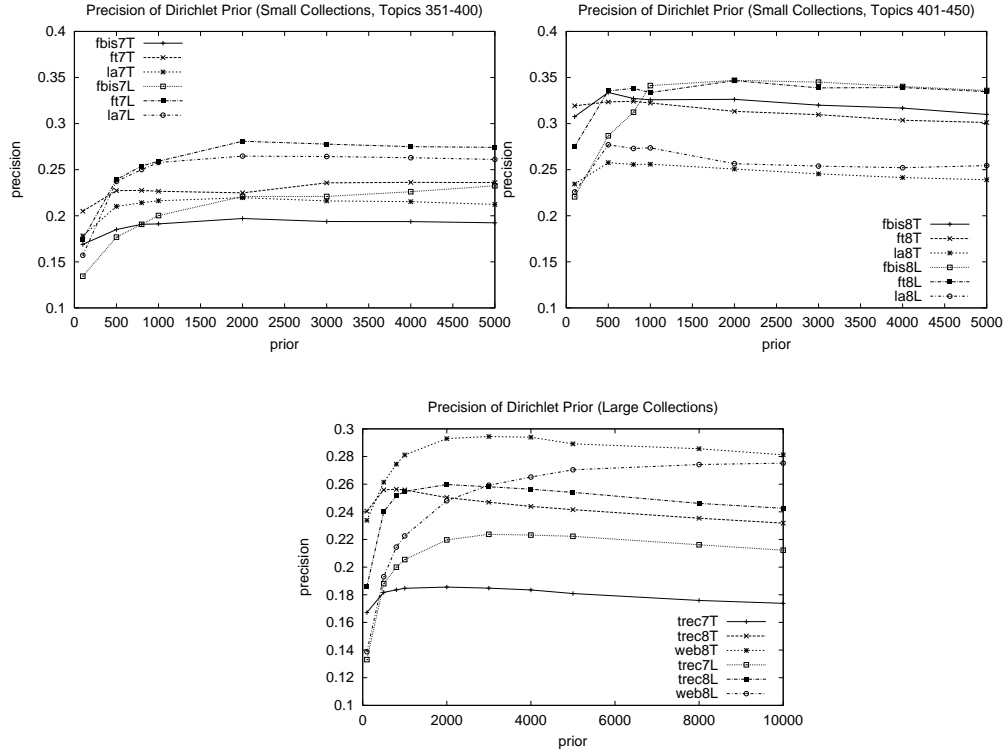 Precision of Dirichlet Prior (Small Collections, Topics 351-400)
0.4
0.35
0.3
0.25
0.2
0.15
0.1
precision
fbis7T
ft7T
la7T
fbis7L
ft7L
la7L
0 500 1000 1500 2000 2500 3000 3500 4000 4500 5000
prior
Precision of Dirichlet Prior (Small Collections, Topics 401-450)
0.4
0.35
0.3
0.25
0.2
0.15
0.1
precision
fbis8T
ft8T
la8T
fbis8L
ft8L
la8L
0 500 1000 1500 2000 2500 3000 3500 4000 4500 5000
prior
Precision of Dirichlet Prior (Large Collections)
0.3
0.28
0.26
0.24
0.22
0.2
0.18
0.16
0.14
0.12
0.1
precision
trec7T
trec8T
web8T
trec7L
trec8L
web8L
0 2000 4000 6000 8000 10000
prior